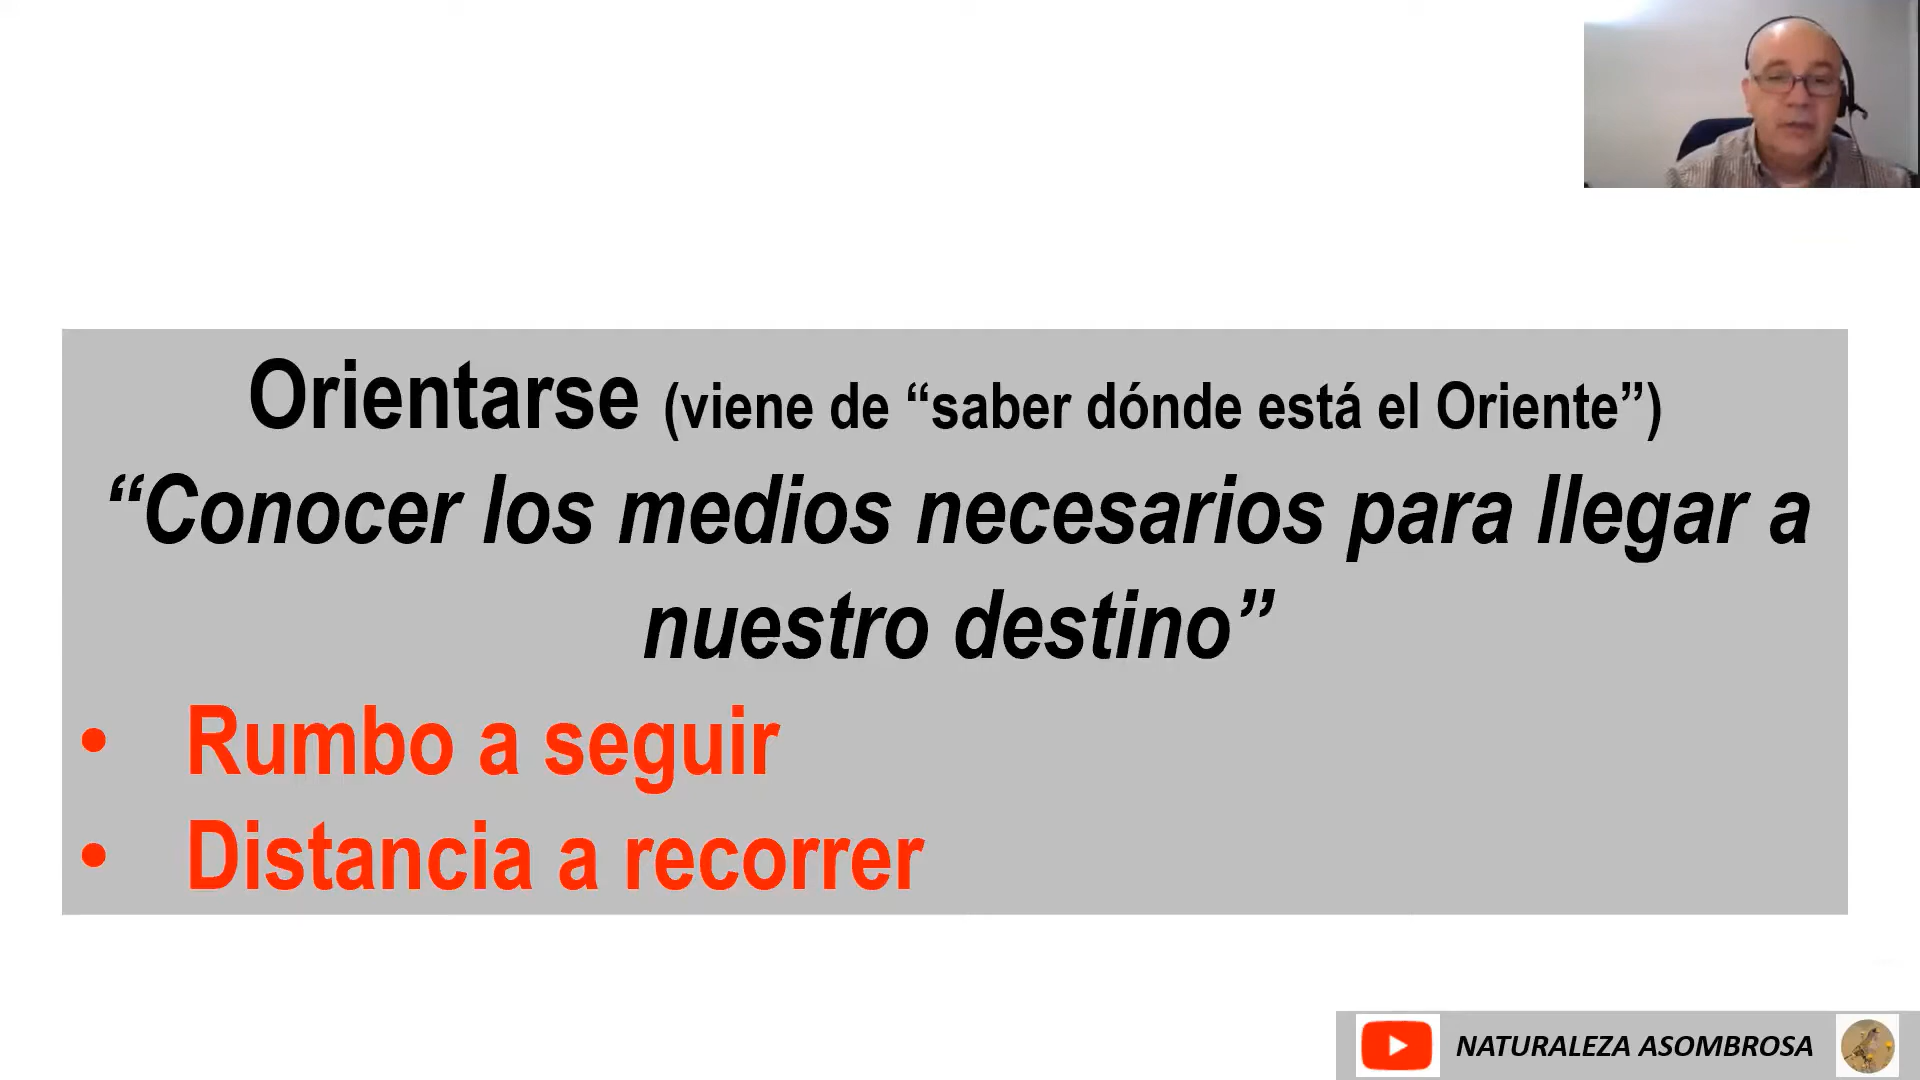 Orientarse (viene de “saber dónde está el Oriente”)
“Conocer los medios necesarios para llegar a
nuestro destino”
• Rumbo a seguir
• Distancia a recorrer
NATURALEZA ASOMBROSA